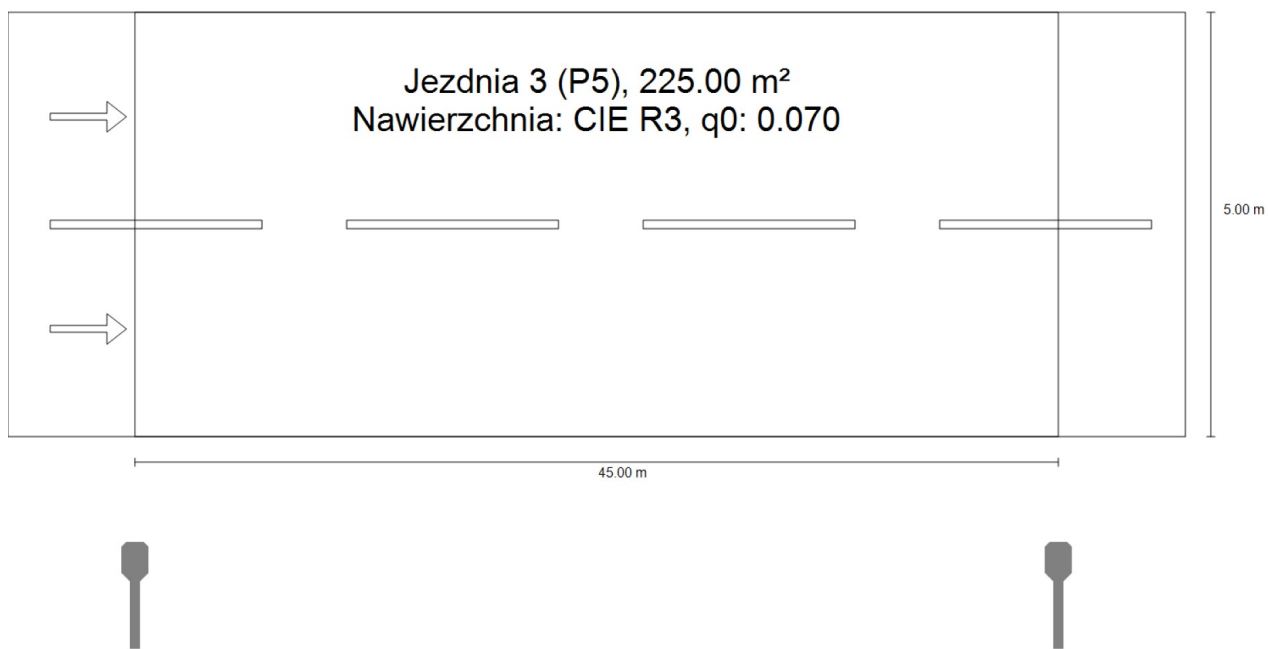 Jezdnia 3 (P5), 225.00 m²
Nawierzchnia: CIE R3, q0: 0.070
5.00 m
45.00 m